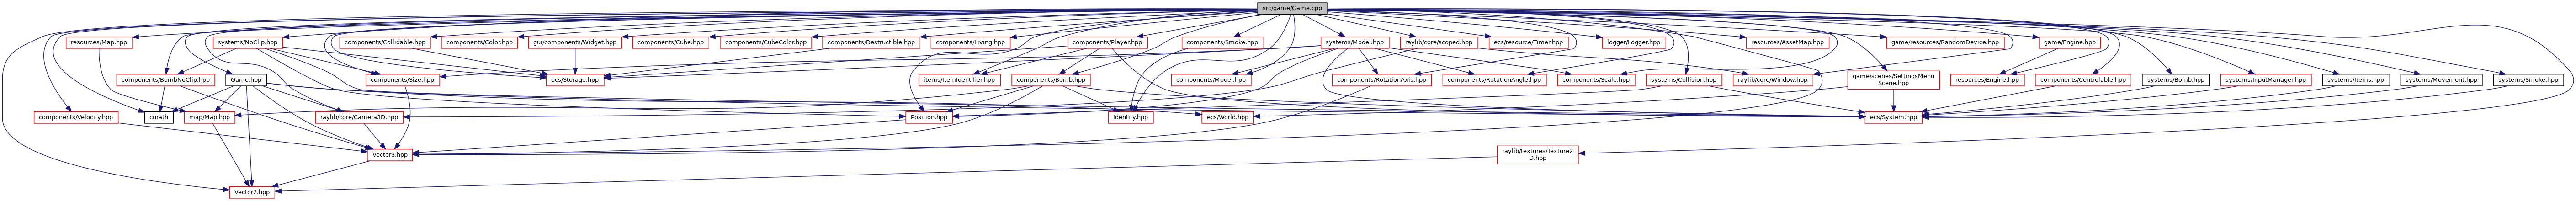 src/game/Game.cpp
resources/Map.hpp
systems/NoClip.hpp
components/Collidable.hpp
components/Color.hpp
gui/components/Widget.hpp
components/Cube.hpp
components/CubeColor.hpp
components/Destructible.hpp
components/Living.hpp
components/Player.hpp
components/Smoke.hpp
systems/Model.hpp
raylib/core/scoped.hpp
ecs/resource/Timer.hpp
logger/Logger.hpp
resources/AssetMap.hpp
game/resources/RandomDevice.hpp
game/Engine.hpp
components/BombNoClip.hpp
Game.hpp
components/Size.hpp
ecs/Storage.hpp
items/ItemIdentifier.hpp
components/Bomb.hpp
components/Model.hpp
components/RotationAxis.hpp
components/RotationAngle.hpp
components/Scale.hpp
systems/Collision.hpp
raylib/core/Window.hpp
game/scenes/SettingsMenu
Scene.hpp
resources/Engine.hpp
components/Controlable.hpp
systems/Bomb.hpp
systems/InputManager.hpp
systems/Items.hpp
systems/Movement.hpp
systems/Smoke.hpp
components/Velocity.hpp
cmath
map/Map.hpp
raylib/core/Camera3D.hpp
Position.hpp
Identity.hpp
ecs/World.hpp
ecs/System.hpp
Vector3.hpp
raylib/textures/Texture2
D.hpp
Vector2.hpp